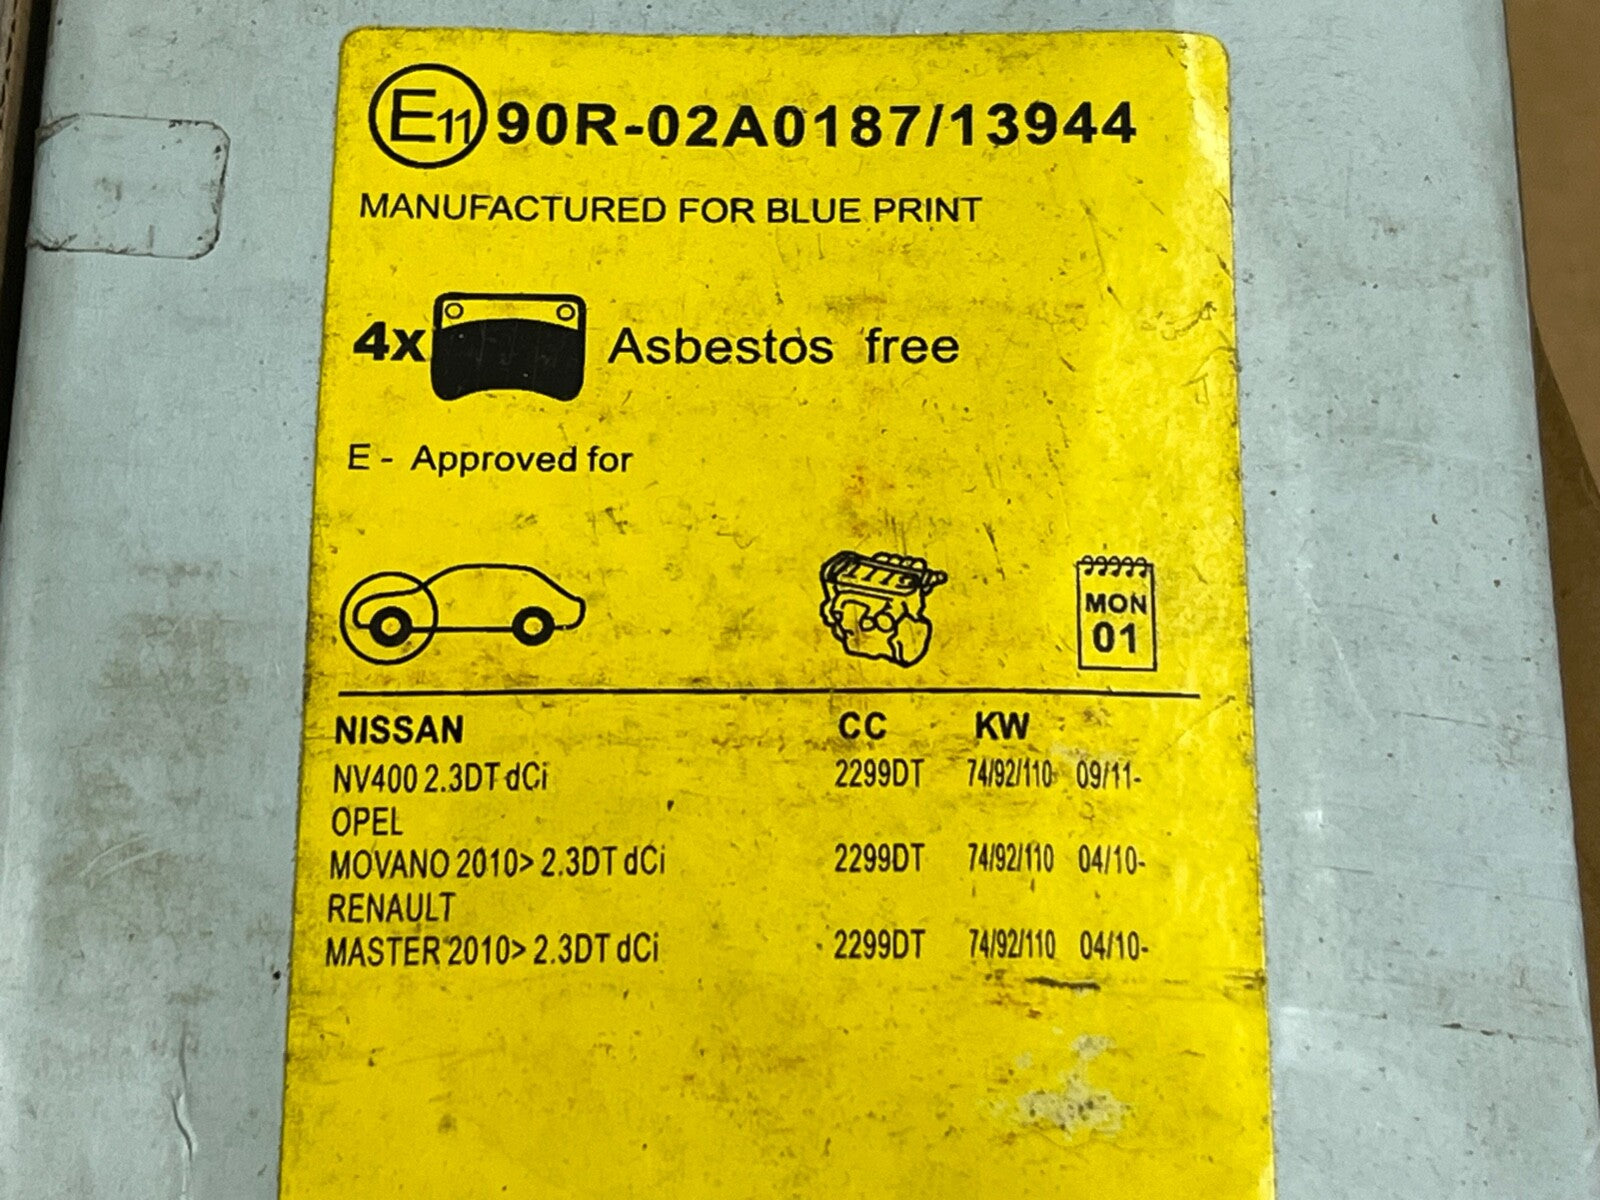 E11 90R-02A0187/13944
MANUFACTURED FOR BLUE PRINT
4x Asbestos free
E - Approved for
MON
01
NISSAN CC KW
NV400 2.3DT dCi 2299DT 74/92/110 09/11-
OPEL
MOVANO 2010> 2.3DT dCi 2299DT 74/92/110 04/10-
RENAULT
MASTER 2010> 2.3DT dCi 2299DT 74/92/110 04/10-